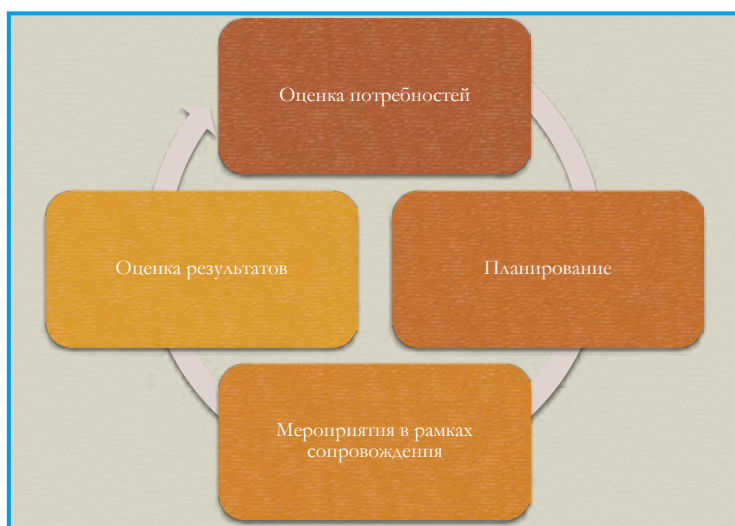 Оценка потребностей
Оценка результатов
Планирование
Мероприятия в рамках
сопровождения